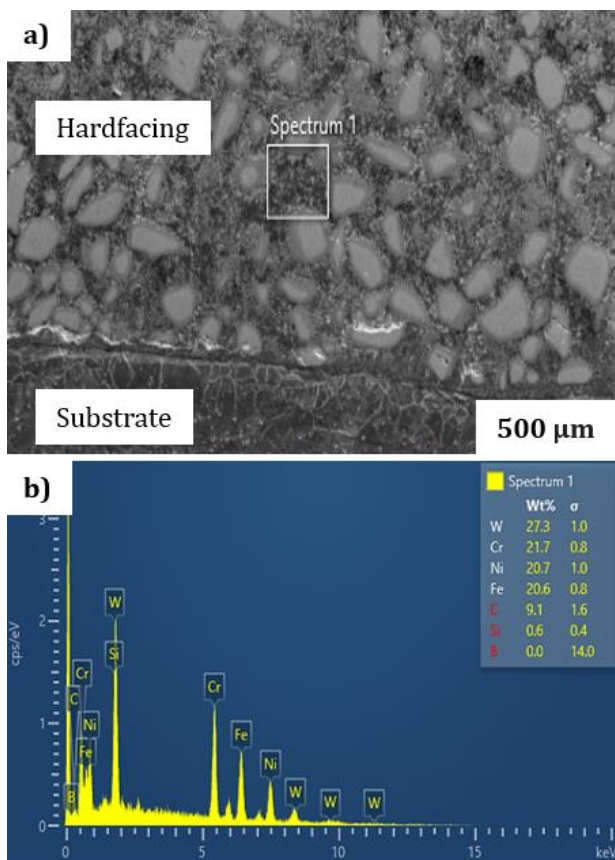 a)
Hardfacing
Spectrum 1
Substrate
500 µm
b)
Spectrum 1
Wt% σ
W 27.3 1.0
Cr 21.7 0.8
Ni 20.7 1.0
Fe 20.6 0.8
C 9.1 1.6
Si 0.6 0.4
B 0.0 14.0
3
W
2
cps/eV
Si
Cr
C
Cr
Ni
1
Fe
Fe
Ni
B
W
W
W
0
0 5 10 15 keV